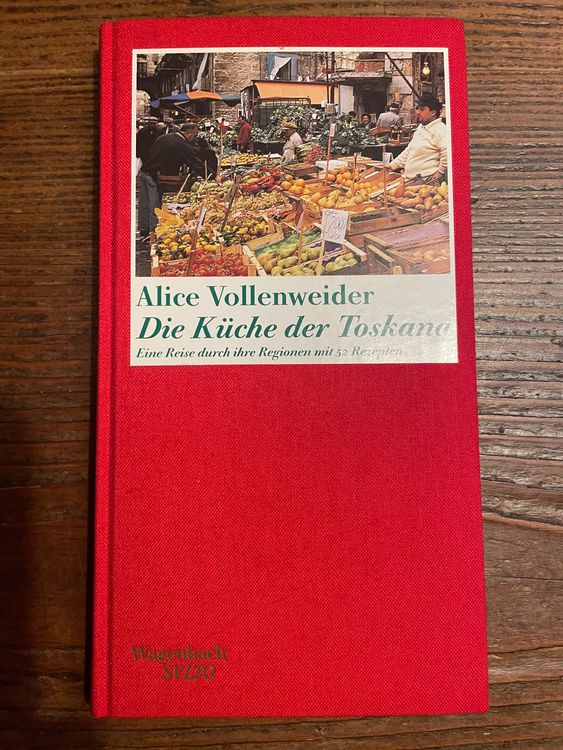 Alice Vollenweider
Die Küche der Toskana
Eine Reise durch ihre Regionen mit 52 Rezepten
Wagenbach
SALTO